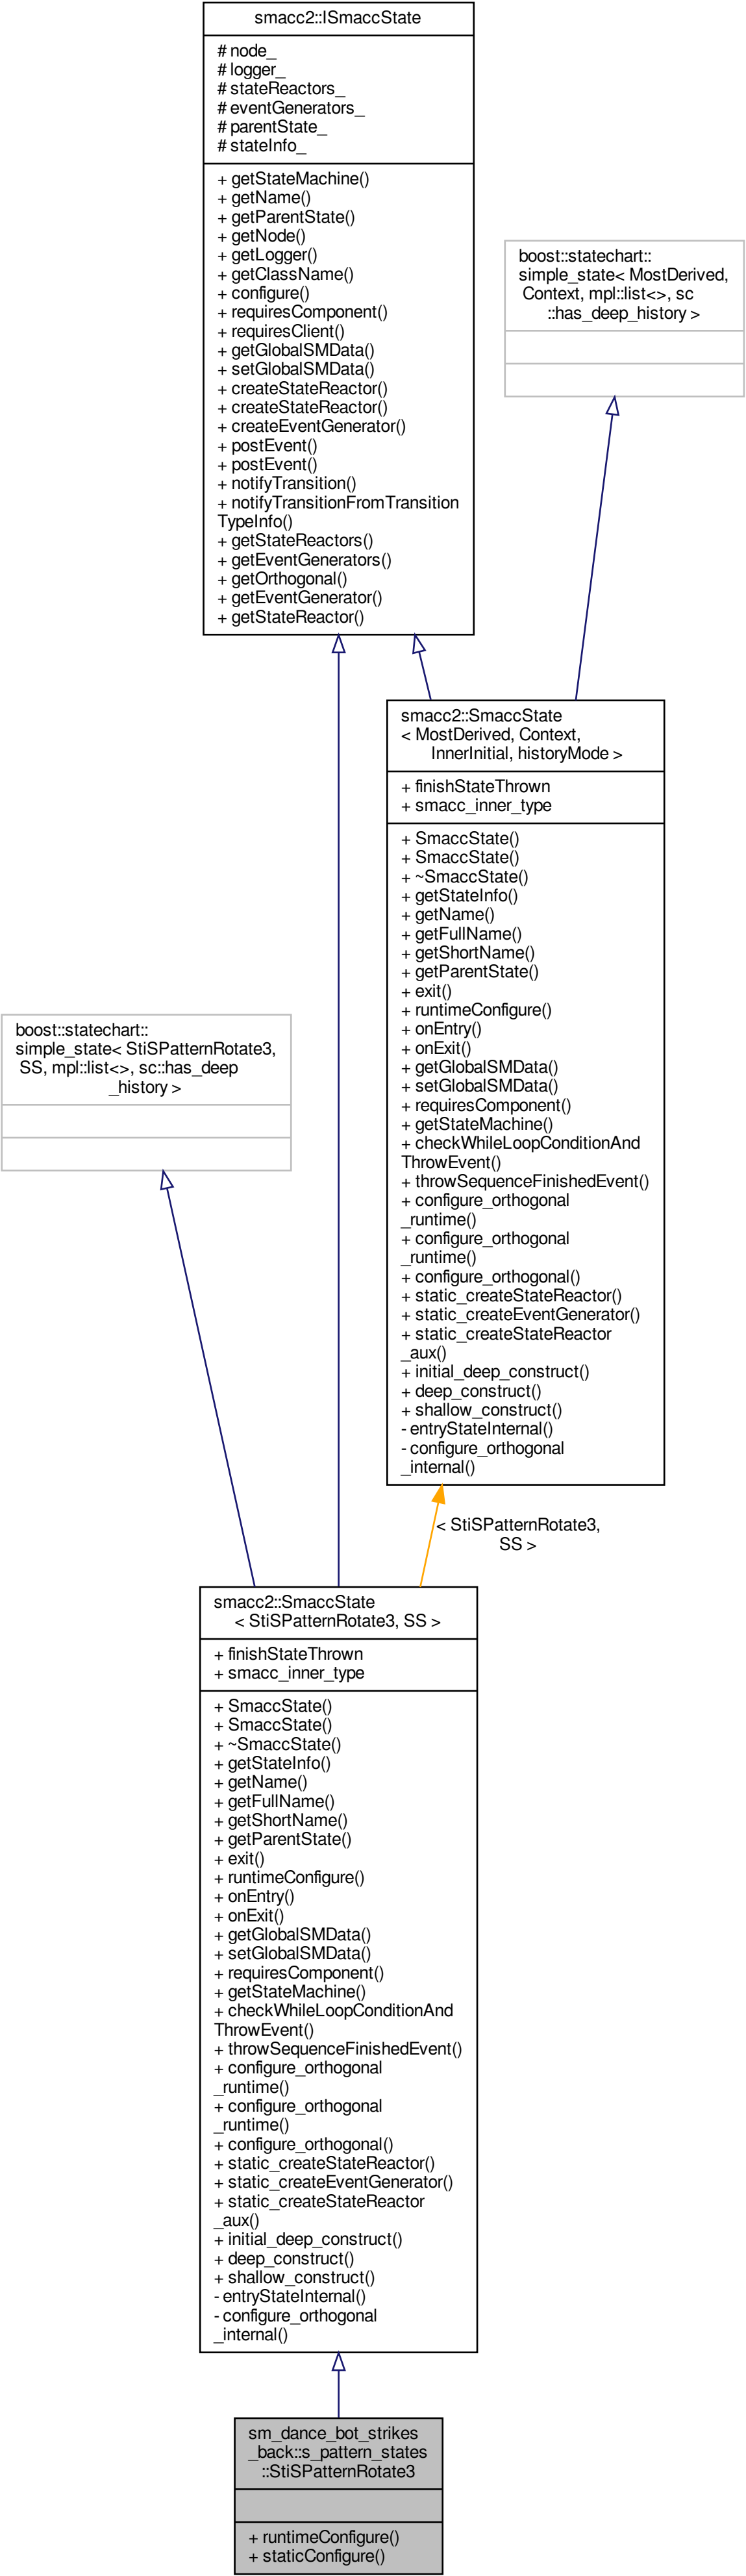 smacc2::ISmaccState
# node_
# logger_
# stateReactors_
# eventGenerators_
# parentState_
# stateInfo_
+ getStateMachine()
+ getName()
+ getParentState()
+ getNode()
+ getLogger()
+ getClassName()
+ configure()
+ requiresComponent()
+ requiresClient()
+ getGlobalSMData()
+ setGlobalSMData()
+ createStateReactor()
+ createStateReactor()
+ createEventGenerator()
+ postEvent()
+ postEvent()
+ notifyTransition()
+ notifyTransitionFromTransition
TypeInfo()
+ getStateReactors()
+ getEventGenerators()
+ getOrthogonal()
+ getEventGenerator()
+ getStateReactor()
boost::statechart::
simple_state< MostDerived,
Context, mpl::list<>, sc
::has_deep_history >
smacc2::SmaccState
< MostDerived, Context,
InnerInitial, historyMode >
+ finishStateThrown
+ smacc_inner_type
+ SmaccState()
+ SmaccState()
+ ~SmaccState()
+ getStateInfo()
+ getName()
+ getFullName()
+ getShortName()
+ getParentState()
+ exit()
+ runtimeConfigure()
+ onEntry()
+ onExit()
+ getGlobalSMData()
+ setGlobalSMData()
+ requiresComponent()
+ getStateMachine()
+ checkWhileLoopConditionAnd
ThrowEvent()
+ throwSequenceFinishedEvent()
+ configure_orthogonal
_runtime()
+ configure_orthogonal
_runtime()
+ configure_orthogonal()
+ static_createStateReactor()
+ static_createEventGenerator()
+ static_createStateReactor
_aux()
+ initial_deep_construct()
+ deep_construct()
+ shallow_construct()
- entryStateInternal()
- configure_orthogonal
_internal()
boost::statechart::
simple_state< StiSPatternRotate3,
SS, mpl::list<>, sc::has_deep
_history >
< StiSPatternRotate3,
SS >
smacc2::SmaccState
< StiSPatternRotate3, SS >
+ finishStateThrown
+ smacc_inner_type
+ SmaccState()
+ SmaccState()
+ ~SmaccState()
+ getStateInfo()
+ getName()
+ getFullName()
+ getShortName()
+ getParentState()
+ exit()
+ runtimeConfigure()
+ onEntry()
+ onExit()
+ getGlobalSMData()
+ setGlobalSMData()
+ requiresComponent()
+ getStateMachine()
+ checkWhileLoopConditionAnd
ThrowEvent()
+ throwSequenceFinishedEvent()
+ configure_orthogonal
_runtime()
+ configure_orthogonal
_runtime()
+ configure_orthogonal()
+ static_createStateReactor()
+ static_createEventGenerator()
+ static_createStateReactor
_aux()
+ initial_deep_construct()
+ deep_construct()
+ shallow_construct()
- entryStateInternal()
- configure_orthogonal
_internal()
sm_dance_bot_strikes
_back::s_pattern_states
::StiSPatternRotate3
+ runtimeConfigure()
+ staticConfigure()